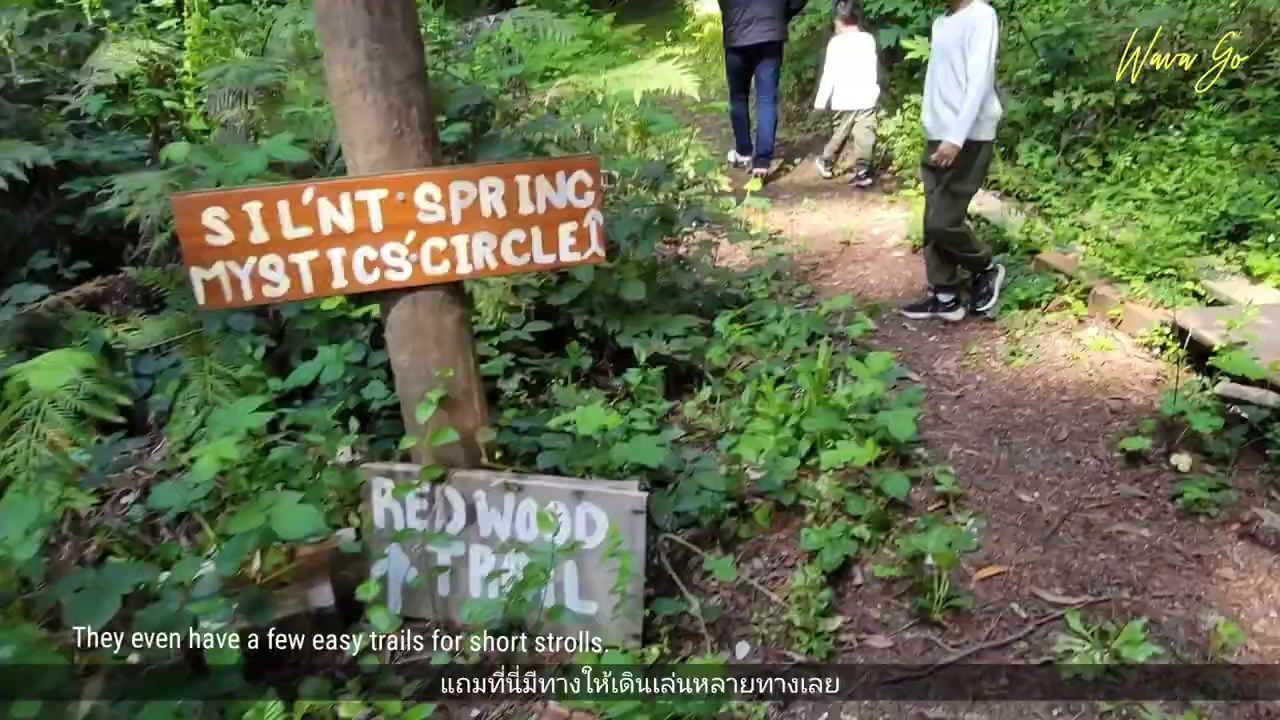 Wava Go
SIL'NT SPRING
MYSTICS' CIRCLE↑
REDWOOD
↑ TRAIL
They even have a few easy trails for short strolls.
แถมที่นี่มีทางให้เดินเล่นหลายทางเลย